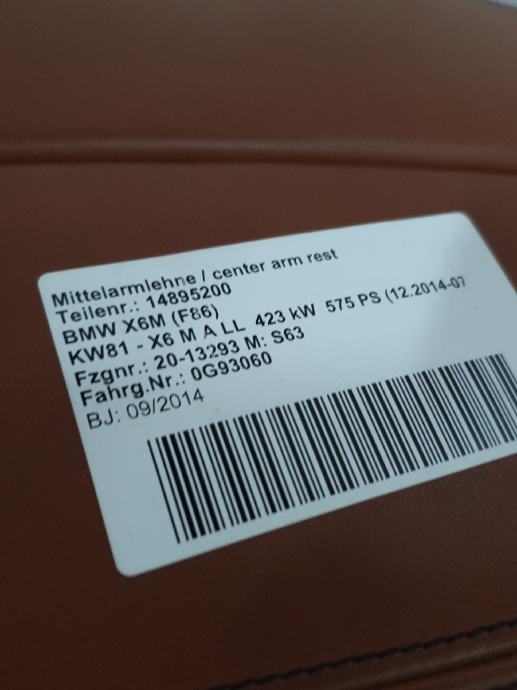 Mittelarmlehne / center arm rest
Teilenr.: 14895200
BMW X6M (F86)
KW81 - X6 M A LL 423 kW 575 PS (12.2014-07
Fzgnr.: 20-13293 M: S63
Fahrg.Nr.: 0G93060
BJ: 09/2014